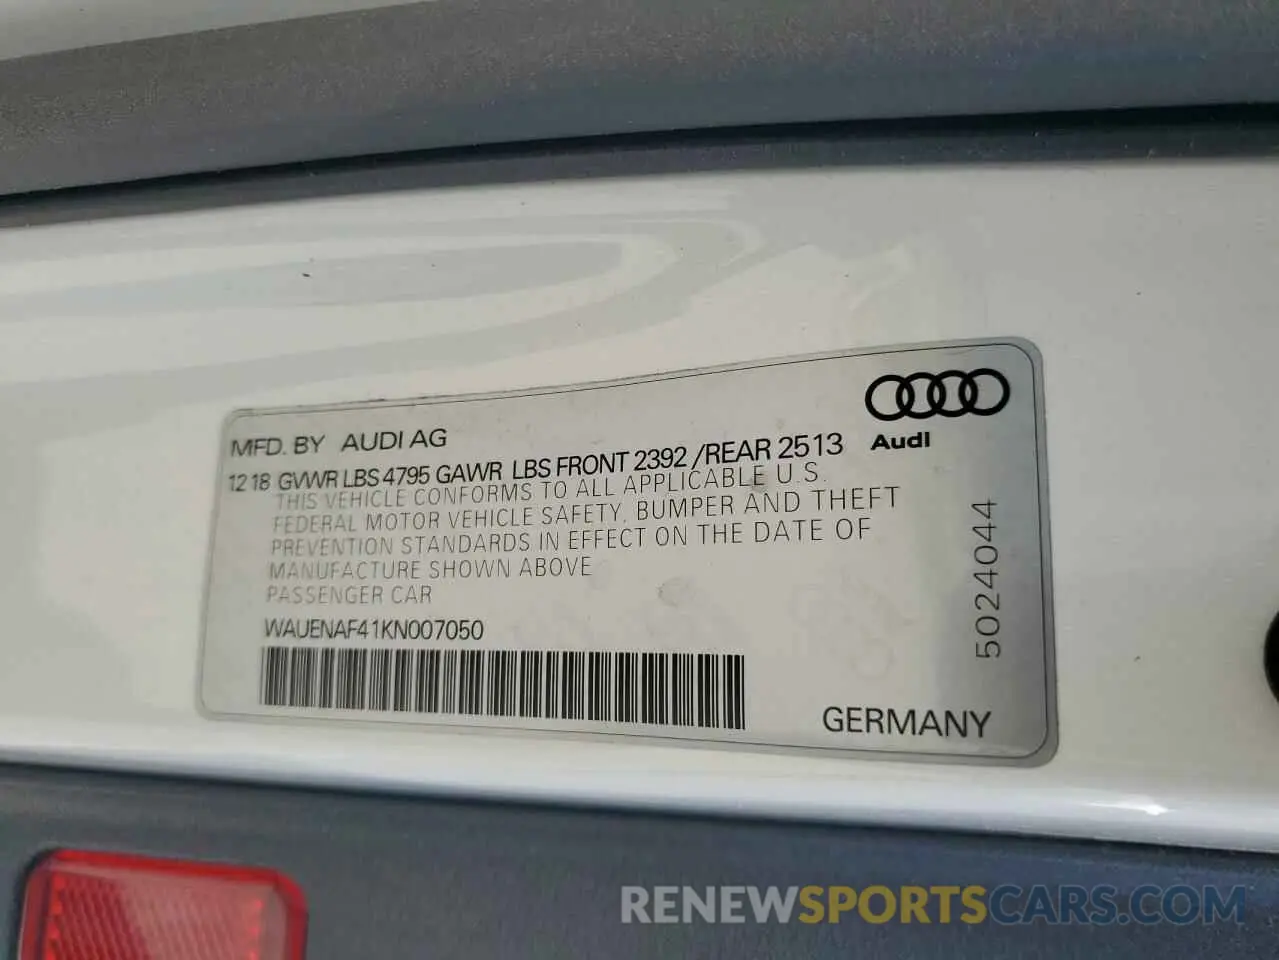 MFD. BY AUDI AG
12 18 GVWR LBS 4795 GAWR LBS FRONT 2392 /REAR 2513
THIS VEHICLE CONFORMS TO ALL APPLICABLE U.S.
FEDERAL MOTOR VEHICLE SAFETY, BUMPER AND THEFT
PREVENTION STANDARDS IN EFFECT ON THE DATE OF
MANUFACTURE SHOWN ABOVE
PASSENGER CAR
WAUENAF41KN007050
Audi
5024044
GERMANY
RENEWSPORTSCARS.COM